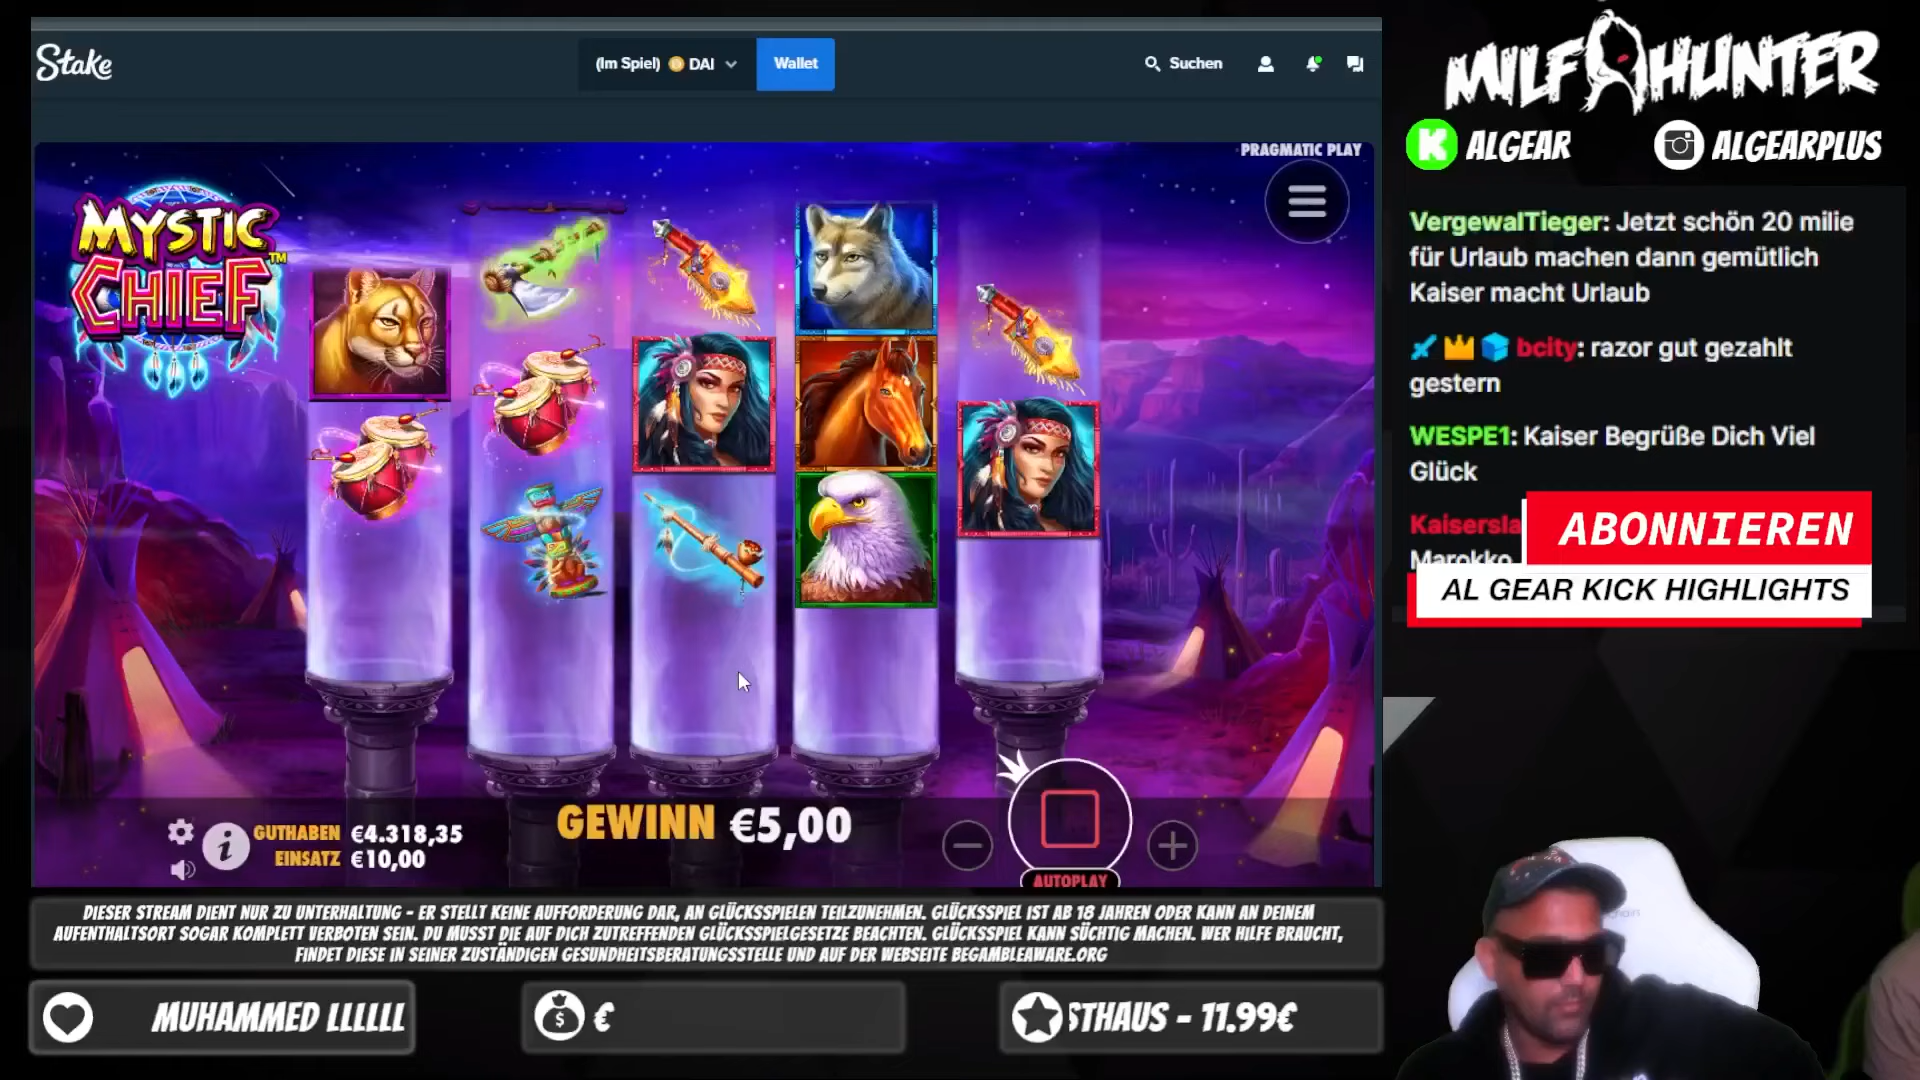 Stake
(Im Spiel) DAI
Wallet
Suchen
PRAGMATIC PLAY
MYSTIC
CHIEF™
GEWINN €5,00
GUTHABEN €4.318,35
EINSATZ €10,00
AUTOPLAY
MILF HUNTER
K ALGEAR
ALGEARPLUS
VergewalTieger: Jetzt schön 20 milie
für Urlaub machen dann gemütlich
Kaiser macht Urlaub
bcity: razor gut gezahlt
gestern
WESPE1: Kaiser Begrüße Dich Viel
Glück
Kaisersla
Marokko
ABONNIEREN
AL GEAR KICK HIGHLIGHTS
DIESER STREAM DIENT NUR ZU UNTERHALTUNG - ER STELLT KEINE AUFFORDERUNG DAR, AN GLÜCKSSPIELEN TEILZUNEHMEN. GLÜCKSSPIEL IST AB 18 JAHREN ODER KANN AN DEINEM
AUFENTHALTSORT SOGAR KOMPLETT VERBOTEN SEIN. DU MUSST DIE AUF DICH ZUTREFFENDEN GLÜCKSSPIELGESETZE BEACHTEN. GLÜCKSSPIEL KANN SÜCHTIG MACHEN. WER HILFE BRAUCHT,
FINDET DIESE IN SEINER ZUSTÄNDIGEN GESUNDHEITSBERATUNGSSTELLE UND AUF DER WEBSEITE BEGAMBLEAWARE.ORG
MUHAMMED LLLLLL
$ €
STHAUS - 11.99€